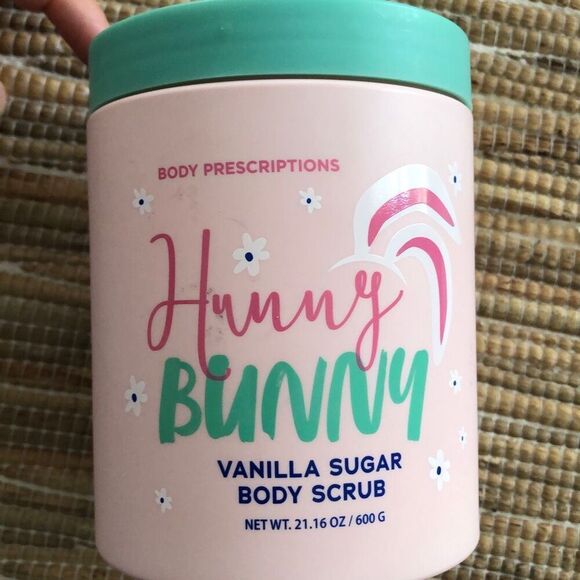 BODY PRESCRIPTIONS
Hunny
BUNNY
VANILLA SUGAR
BODY SCRUB
NET WT. 21.16 OZ / 600 G